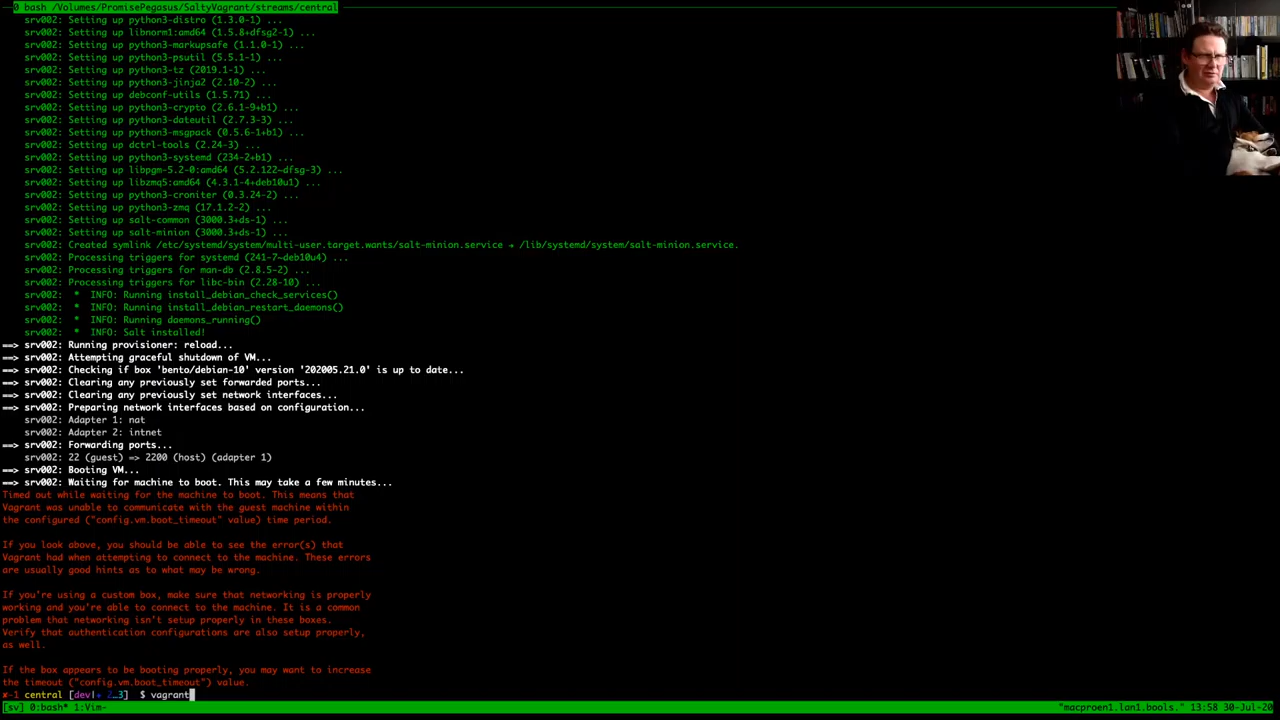 0 bash /Volumes/PromisePegasus/SaltyVagrant/streams/central
srv002: Setting up python3-distro (1.3.0-1) ...
srv002: Setting up libnorm1:amd64 (1.5.8+dfsg2-1) ...
srv002: Setting up python3-markupsafe (1.1.0-1) ...
srv002: Setting up python3-psutil (5.5.1-1) ...
srv002: Setting up python3-tz (2019.1-1) ...
srv002: Setting up python3-jinja2 (2.10-2) ...
srv002: Setting up debconf-utils (1.5.71) ...
srv002: Setting up python3-crypto (2.6.1-9+b1) ...
srv002: Setting up python3-dateutil (2.7.3-3) ...
srv002: Setting up python3-msgpack (0.5.6-1+b1) ...
srv002: Setting up dctrl-tools (2.24-3) ...
srv002: Setting up python3-systemd (234-2+b1) ...
srv002: Setting up libpgm-5.2-0:amd64 (5.2.122~dfsg-3) ...
srv002: Setting up libzmq5:amd64 (4.3.1-4+deb10u1) ...
srv002: Setting up python3-croniter (0.3.24-2) ...
srv002: Setting up python3-zmq (17.1.2-2) ...
srv002: Setting up salt-common (3000.3+ds-1) ...
srv002: Setting up salt-minion (3000.3+ds-1) ...
srv002: Created symlink /etc/systemd/system/multi-user.target.wants/salt-minion.service → /lib/systemd/system/salt-minion.service.
srv002: Processing triggers for systemd (241-7~deb10u4) ...
srv002: Processing triggers for man-db (2.8.5-2) ...
srv002: Processing triggers for libc-bin (2.28-10) ...
srv002: * INFO: Running install_debian_check_services()
srv002: * INFO: Running install_debian_restart_daemons()
srv002: * INFO: Running daemons_running()
srv002: * INFO: Salt installed!
==> srv002: Running provisioner: reload...
==> srv002: Attempting graceful shutdown of VM...
==> srv002: Checking if box 'bento/debian-10' version '202005.21.0' is up to date...
==> srv002: Clearing any previously set forwarded ports...
==> srv002: Clearing any previously set network interfaces...
==> srv002: Preparing network interfaces based on configuration...
srv002: Adapter 1: nat
srv002: Adapter 2: intnet
==> srv002: Forwarding ports...
srv002: 22 (guest) => 2200 (host) (adapter 1)
==> srv002: Booting VM...
==> srv002: Waiting for machine to boot. This may take a few minutes...
Timed out while waiting for the machine to boot. This means that
Vagrant was unable to communicate with the guest machine within
the configured ("config.vm.boot_timeout" value) time period.
If you look above, you should be able to see the error(s) that
Vagrant had when attempting to connect to the machine. These errors
are usually good hints as to what may be wrong.
If you're using a custom box, make sure that networking is properly
working and you're able to connect to the machine. It is a common
problem that networking isn't setup properly in these boxes.
Verify that authentication configurations are also setup properly,
as well.
If the box appears to be booting properly, you may want to increase
the timeout ("config.vm.boot_timeout") value.
✘-1 central [dev|✚ 2…3] $ vagrant
[sv] 0:bash* 1:Vim- "macproen1.lan1.bools." 13:58 30-Jul-20